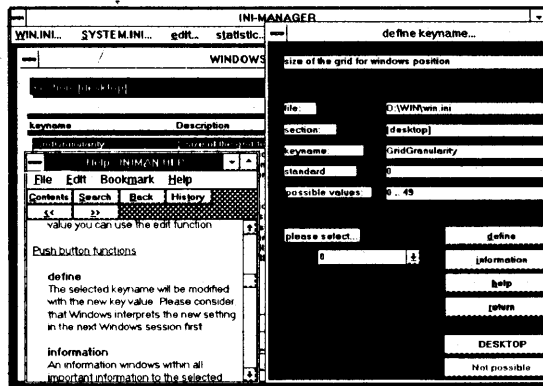 INI-MANAGER
WIN.INI... SYSTEM.INI... edit... statistic...
WINDOWS
[desktop]
keyname Description
Help INIMAN.HLP
File Edit Bookmark Help
Contents Search Back History
<< >>
value you can use the edit function
Push button functions
define
The selected keyname will be modified
with the new key value. Please consider
that Windows interprets the new setting
in the next Windows session first
information
An information windows with all
important information to the selected
define keyname...
size of the grid for windows position
file: D:\WIN\win.ini
section: [desktop]
keyname: GridGranularity
standard 0
possible values: 0 .. 49
please select...
0
define
information
help
return
DESKTOP
Not possible